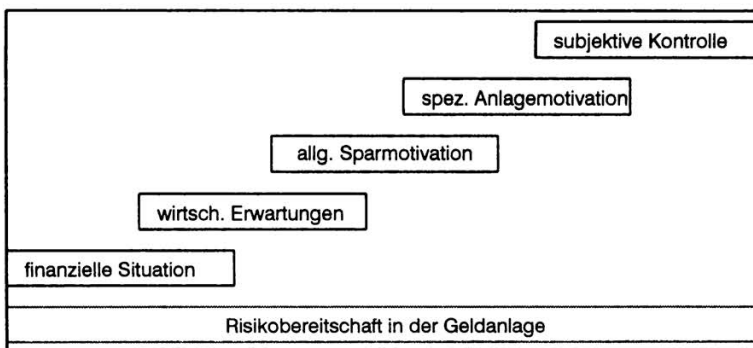 subjektive Kontrolle
spez. Anlagemotivation
allg. Sparmotivation
wirtsch. Erwartungen
finanzielle Situation
Risikobereitschaft in der Geldanlage